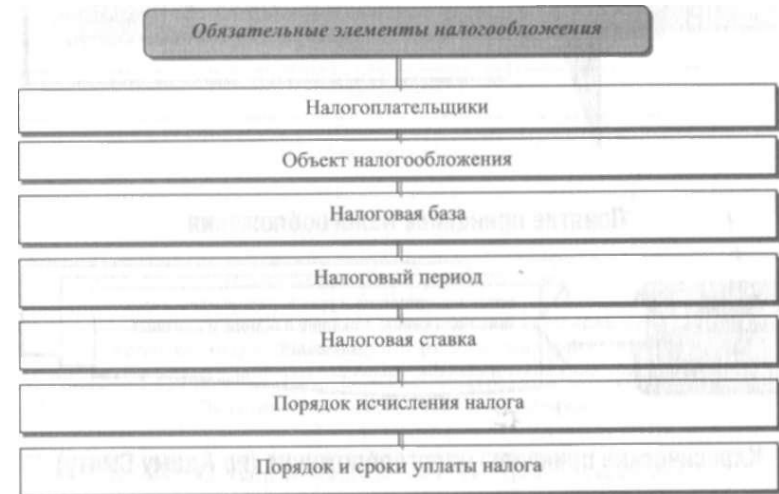 Обязательные элементы налогообложения
Налогоплательщики
Объект налогообложения
Налоговая база
Налоговый период
Налоговая ставка
Порядок исчисления налога
Порядок и сроки уплаты налога